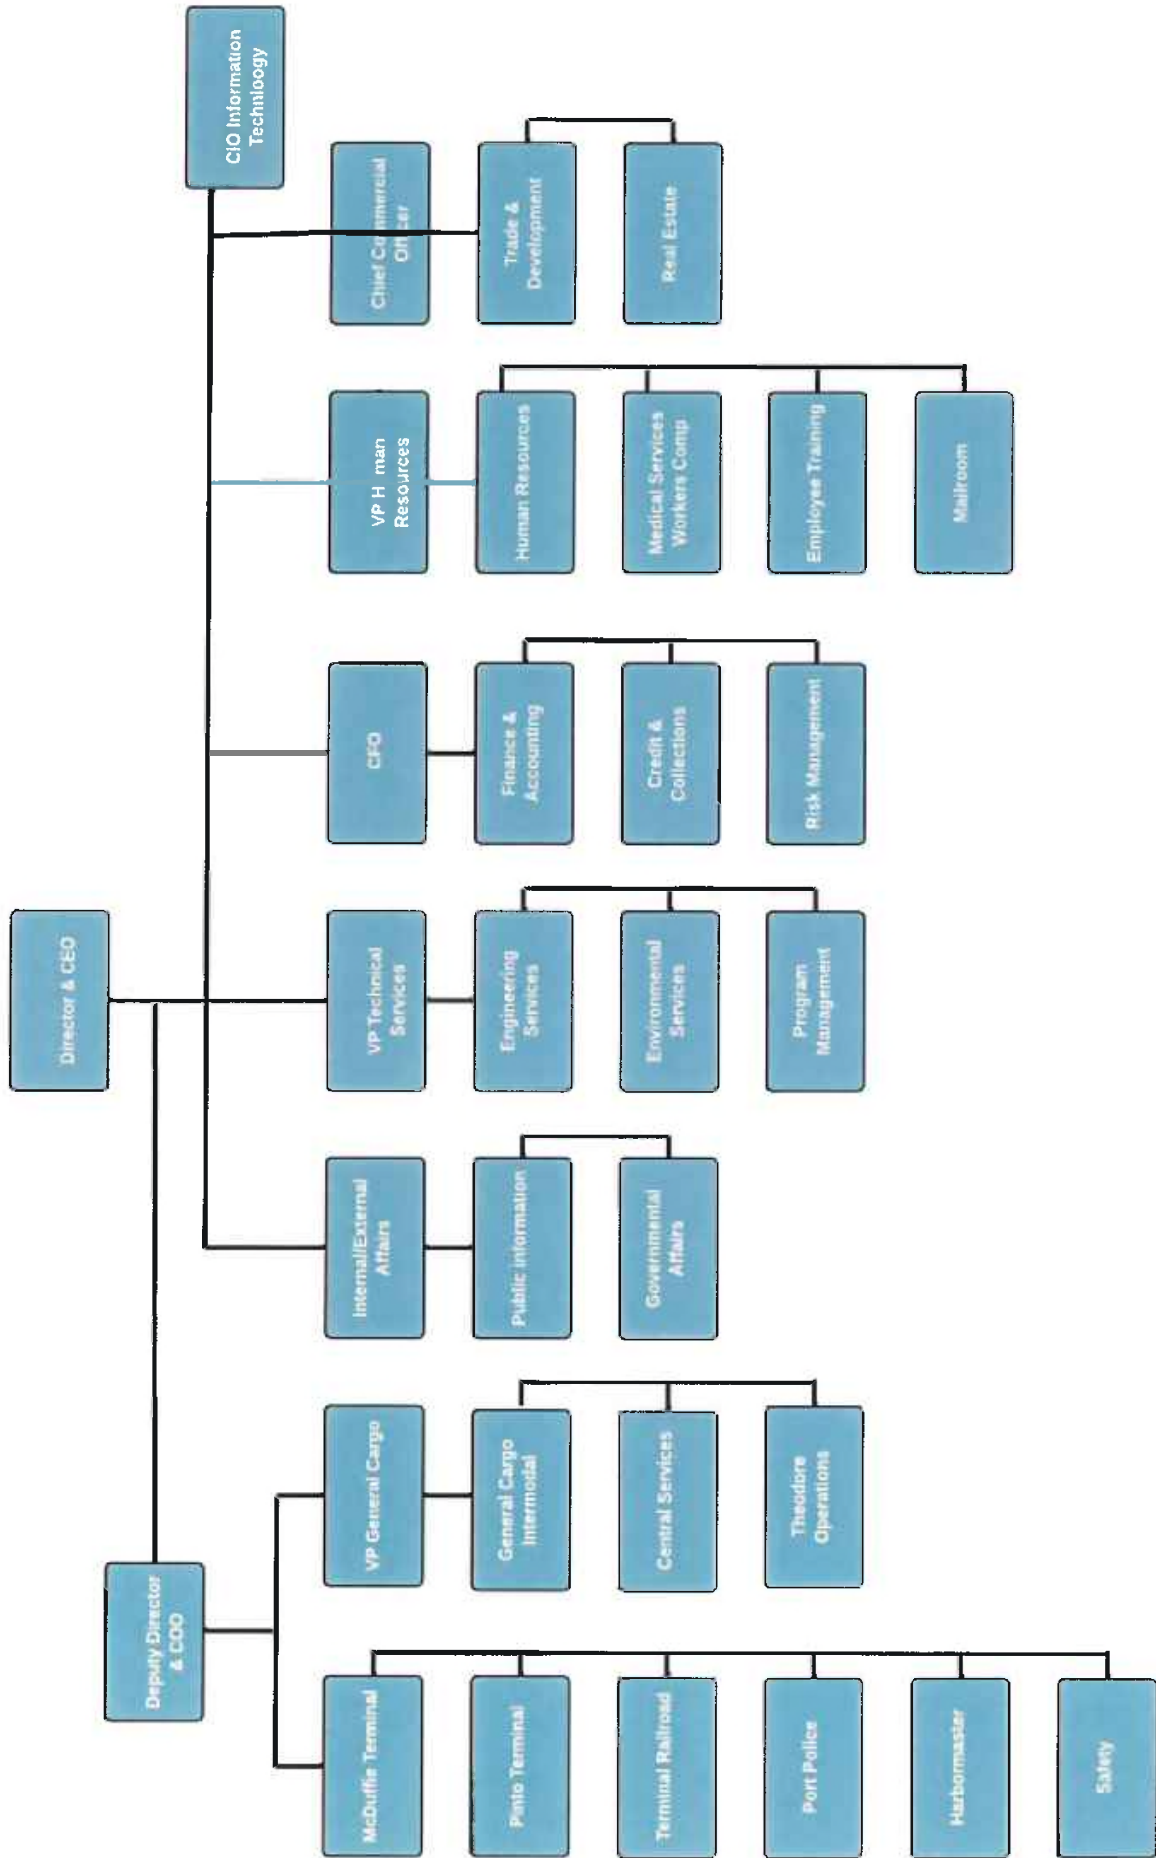 Director & CEO
Deputy Director
& COO
CIO Information
Technloogy
McDuffie Terminal
Pinto Terminal
Terminal Railroad
Port Police
Harbormaster
Safety
VP General Cargo
General Cargo
Intermodal
Central Services
Theodore
Operations
Internal/External
Affairs
Public Information
Governmental
Affairs
VP Technical
Services
Engineering
Services
Environmental
Services
Program
Management
CFO
Finance &
Accounting
Credit &
Collections
Risk Management
VP H man
Resources
Human Resources
Medical Services
Workers Comp
Employee Training
Mailroom
Chief Commercial
Officer
Trade &
Development
Real Estate